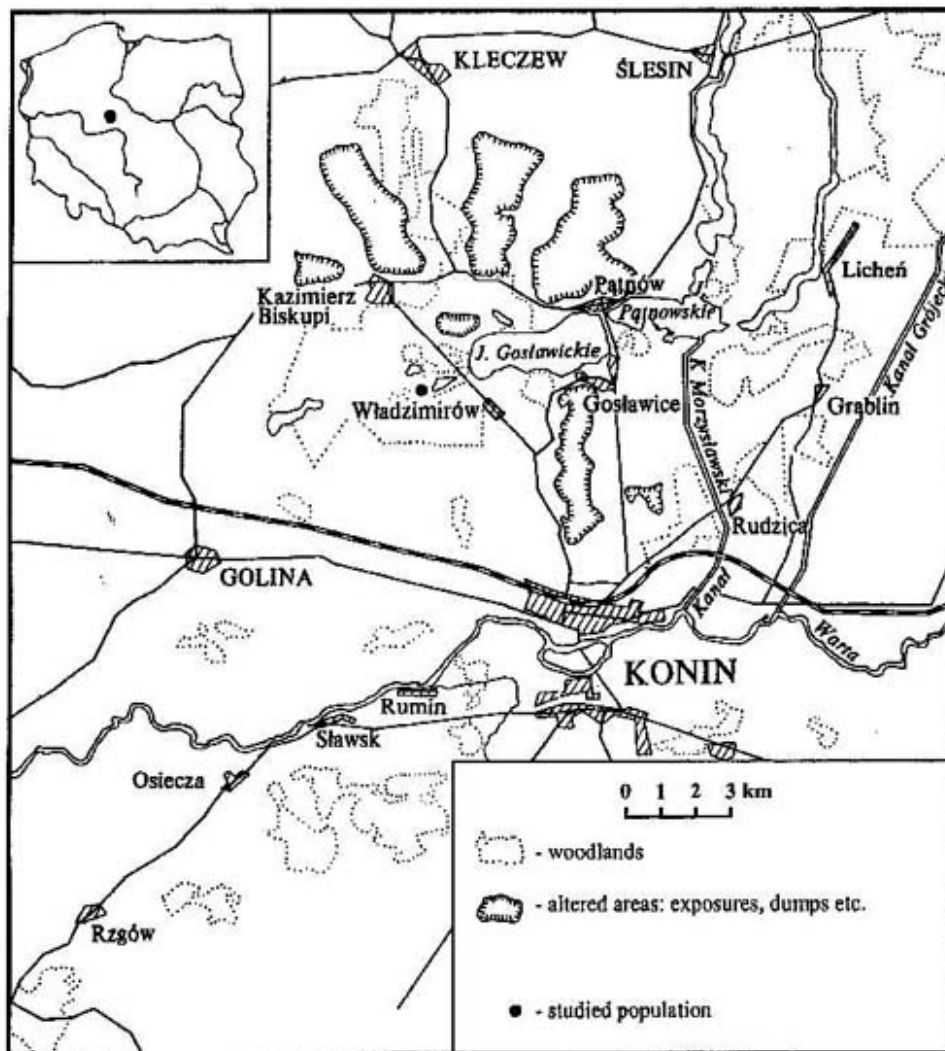 KLECZEW
ŚLESIN
Licheń
Pątnów
Pątnowskie
Kazimierz
Biskupi
J. Gosławickie
Kanał Grójecki
K. Morzysławski
Władzimirów
Gosławice
Grąblin
Rudzica
GOLINA
Kanał
Warta
KONIN
Rumin
Sławsk
Osiecza
Rzgów
0 1 2 3 km
- woodlands
- altered areas: exposures, dumps etc.
- studied population